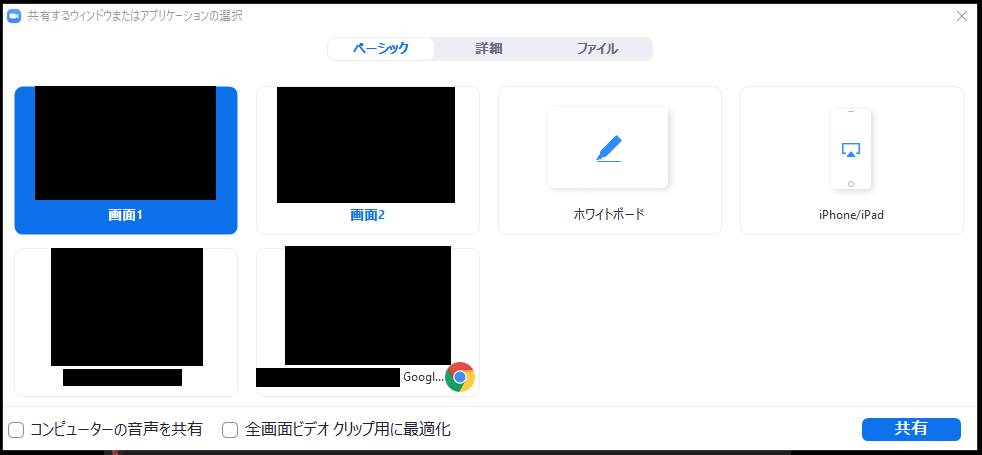 共有するウィンドウまたはアプリケーションの選択
ベーシック 詳細 ファイル
画面1 画面2 ホワイトボード iPhone/iPad
Googl...
コンピューターの音声を共有 全画面ビデオ クリップ用に最適化 共有